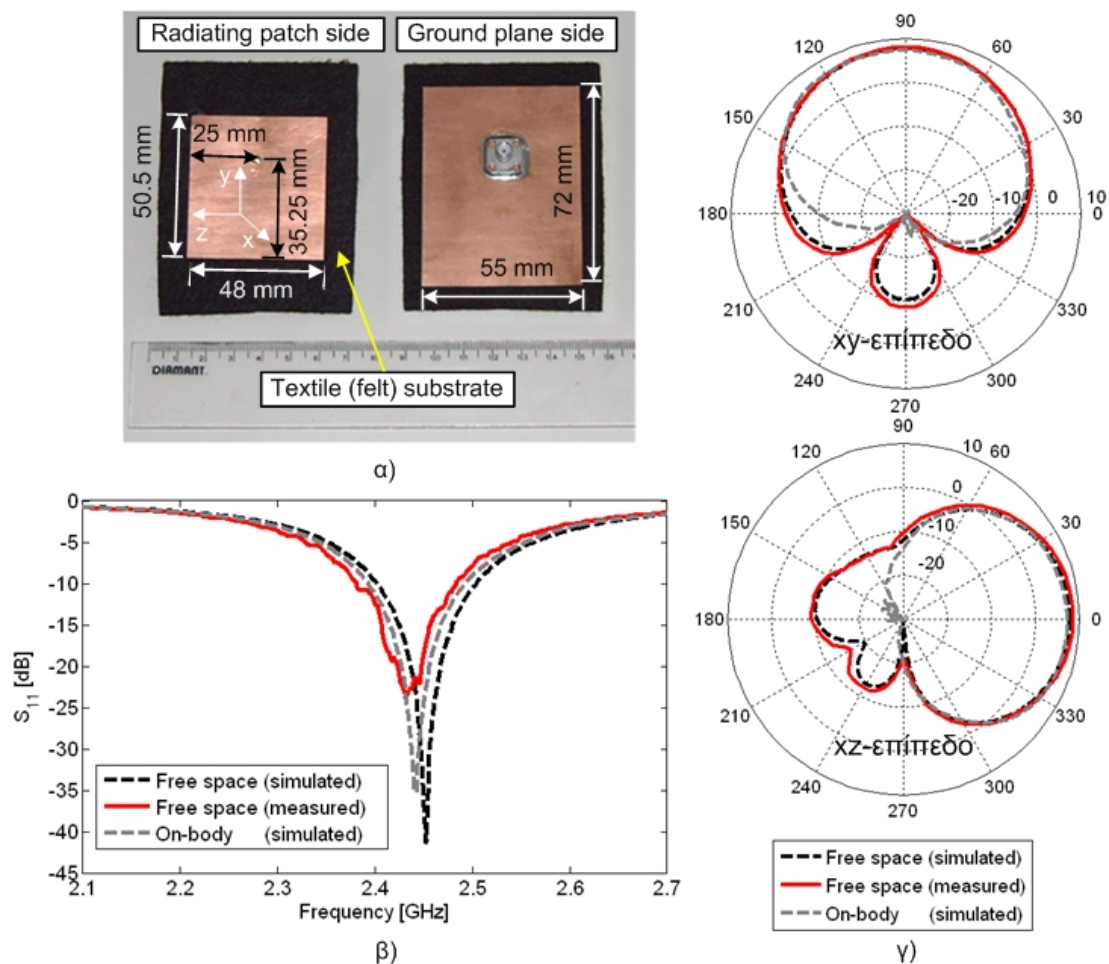 Radiating patch side
Ground plane side
25 mm
50.5 mm
35.25 mm
y
z
x
48 mm
72 mm
55 mm
DIAMANT
Textile (felt) substrate
α)
0
-5
-10
-15
-20
-25
-30
-35
-40
-45
S11 [dB]
2.1 2.2 2.3 2.4 2.5 2.6 2.7
Frequency [GHz]
Free space (simulated)
Free space (measured)
On-body (simulated)
β)
90
120 60
150 30
180 -20 -10 0 10 0
210 330
xy-επίπεδο
240 300
270
90
120 10 60
0
150 -10 30
-20
180 0
210 330
xz-επίπεδο
240 300
270
Free space (simulated)
Free space (measured)
On-body (simulated)
γ)